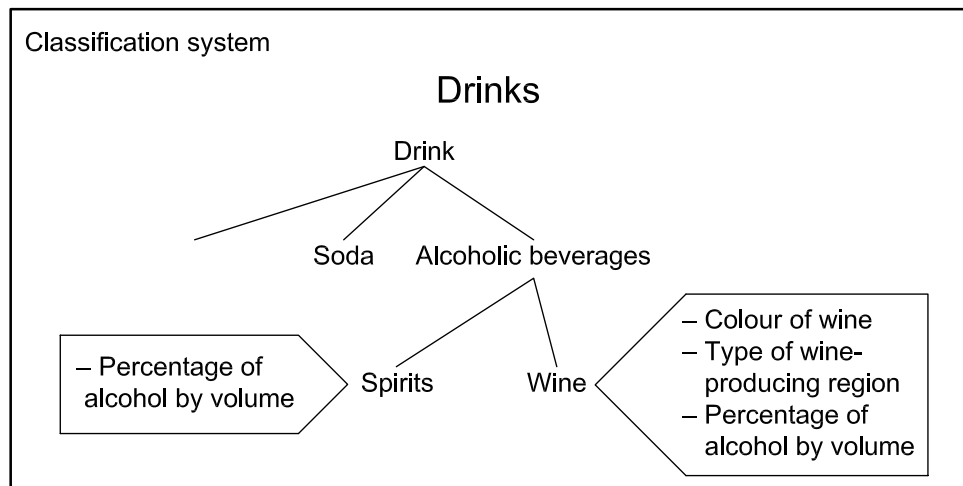 Classification system
Drinks
Drink
Soda
Alcoholic beverages
– Percentage of
alcohol by volume
Spirits
Wine
– Colour of wine
– Type of wine-
producing region
– Percentage of
alcohol by volume